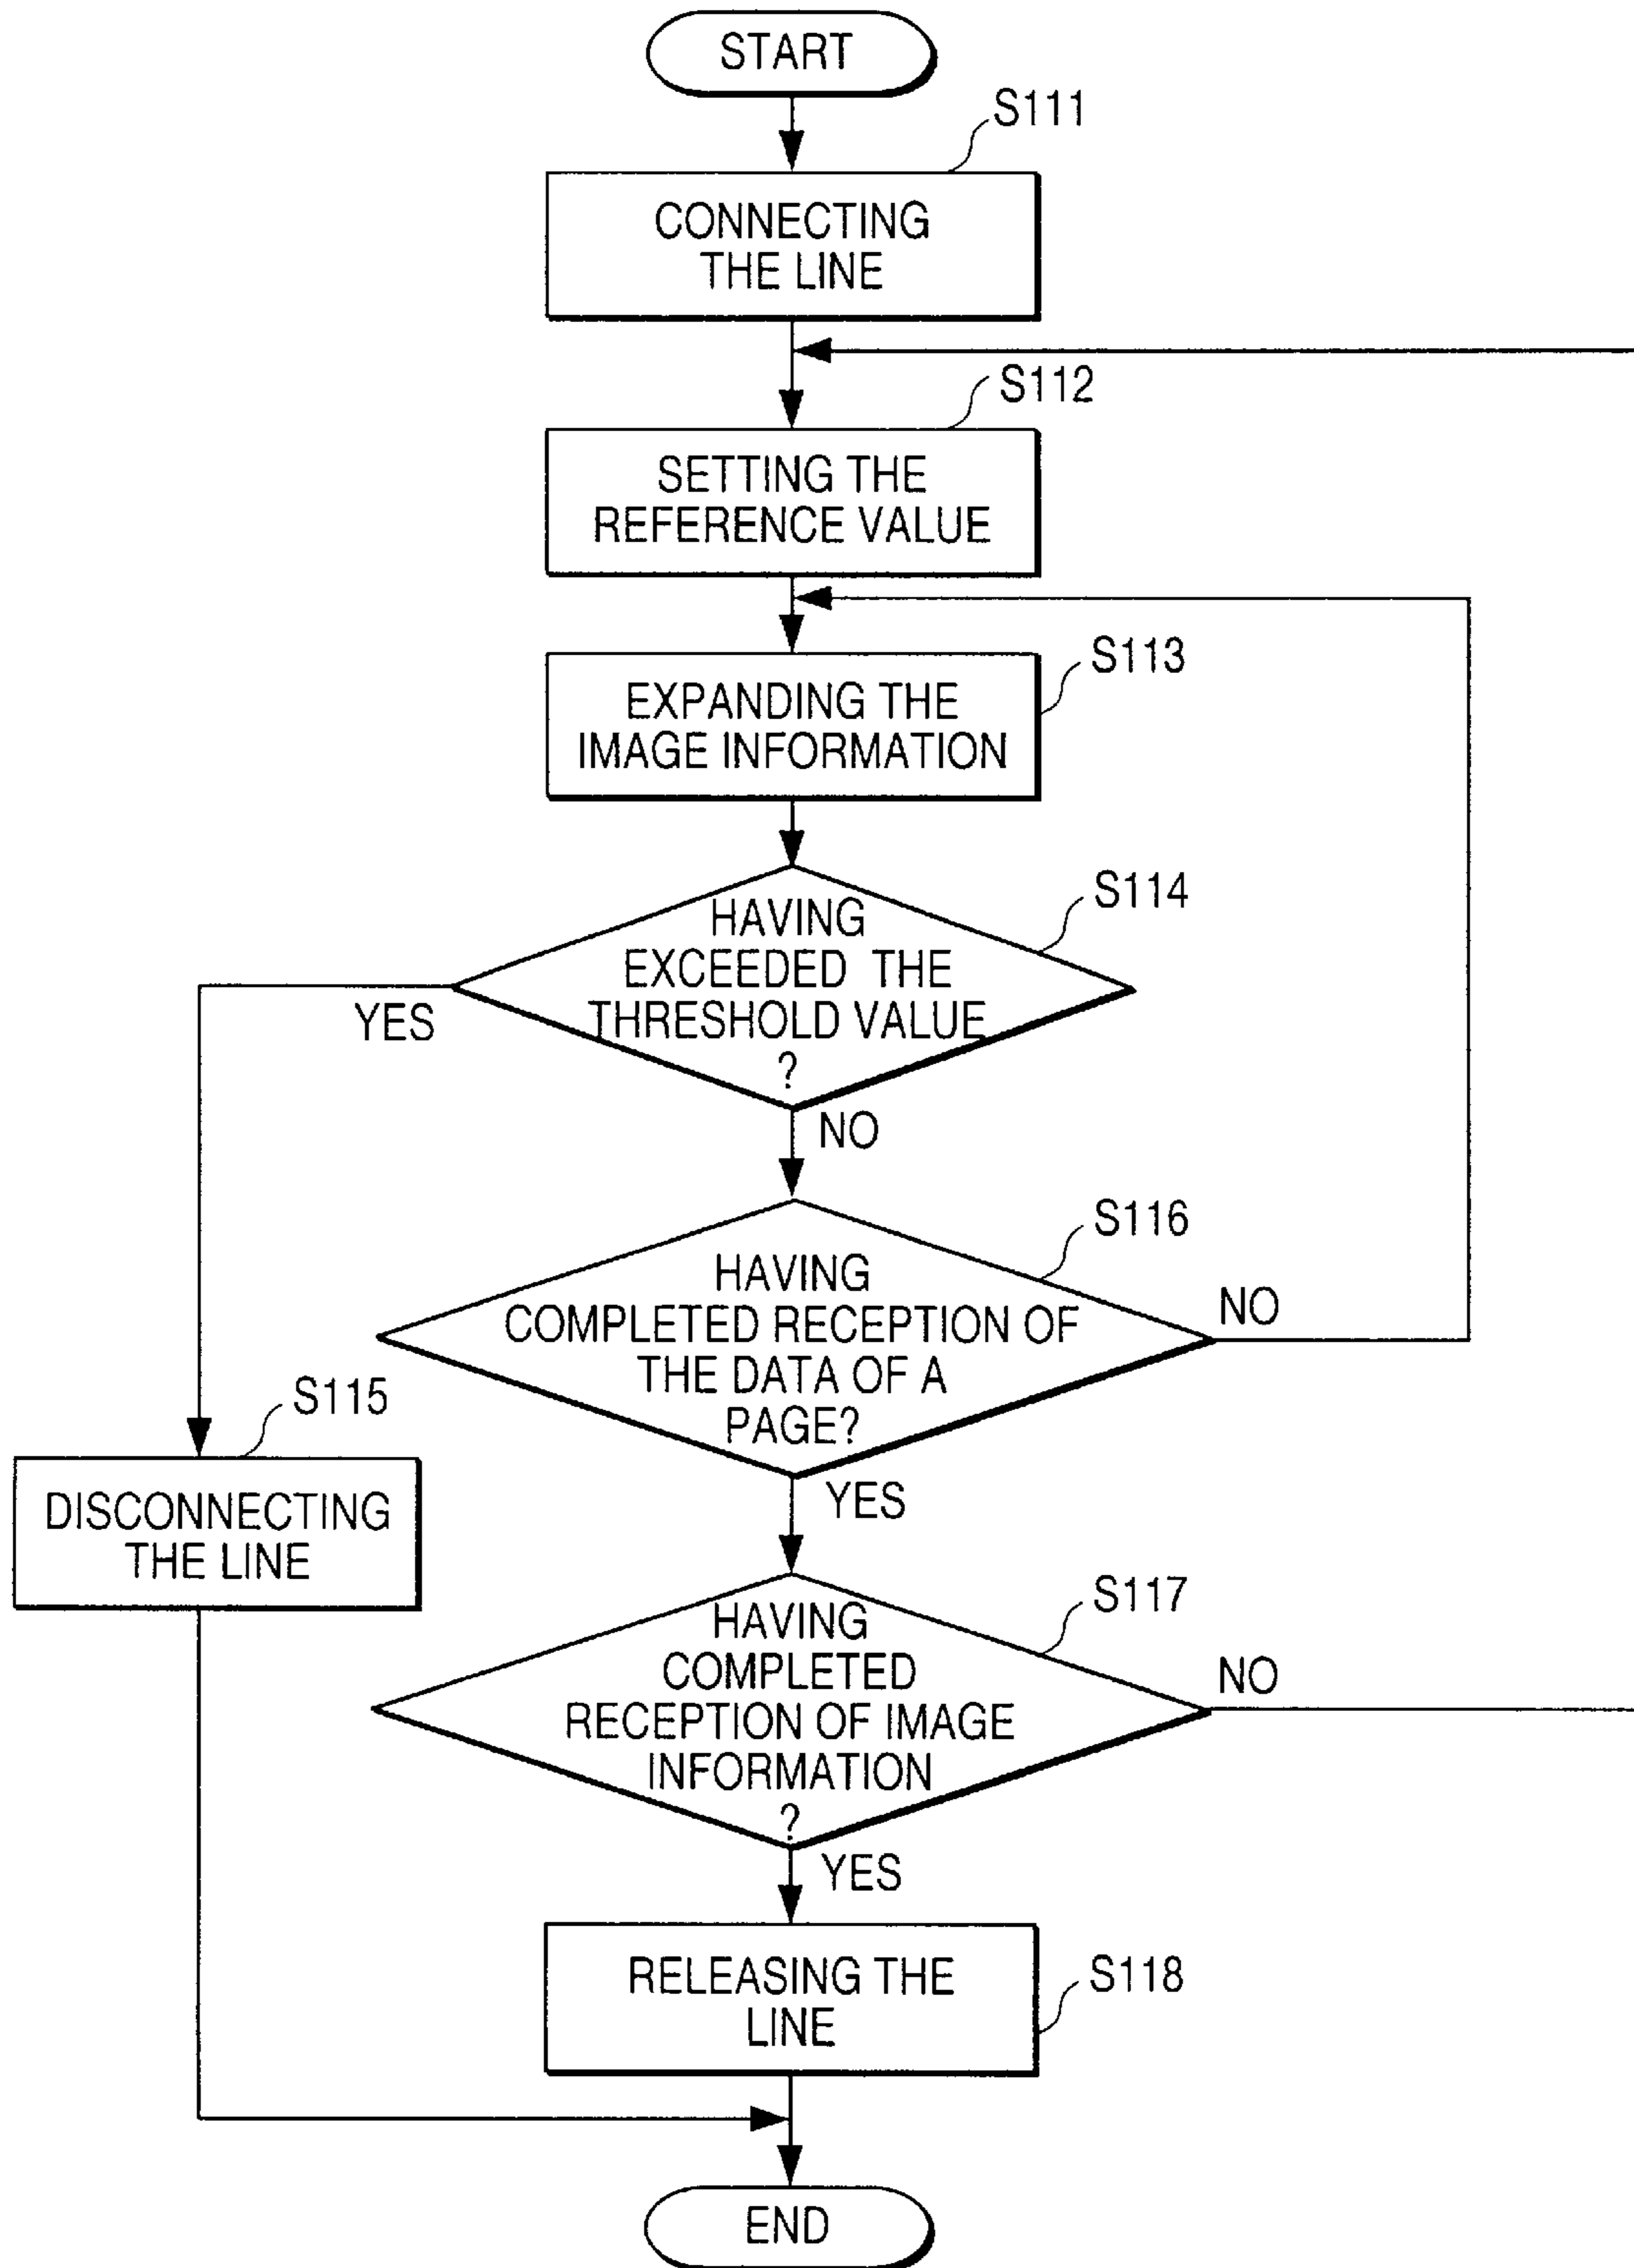 START
S111
CONNECTING
THE LINE
S112
SETTING THE
REFERENCE VALUE
S113
EXPANDING THE
IMAGE INFORMATION
S114
HAVING
EXCEEDED THE
THRESHOLD VALUE
?
YES
NO
S116
HAVING
COMPLETED RECEPTION OF
THE DATA OF A
PAGE?
NO
S115
DISCONNECTING
THE LINE
YES
S117
HAVING
COMPLETED
RECEPTION OF IMAGE
INFORMATION
?
NO
YES
RELEASING THE
LINE
S118
END